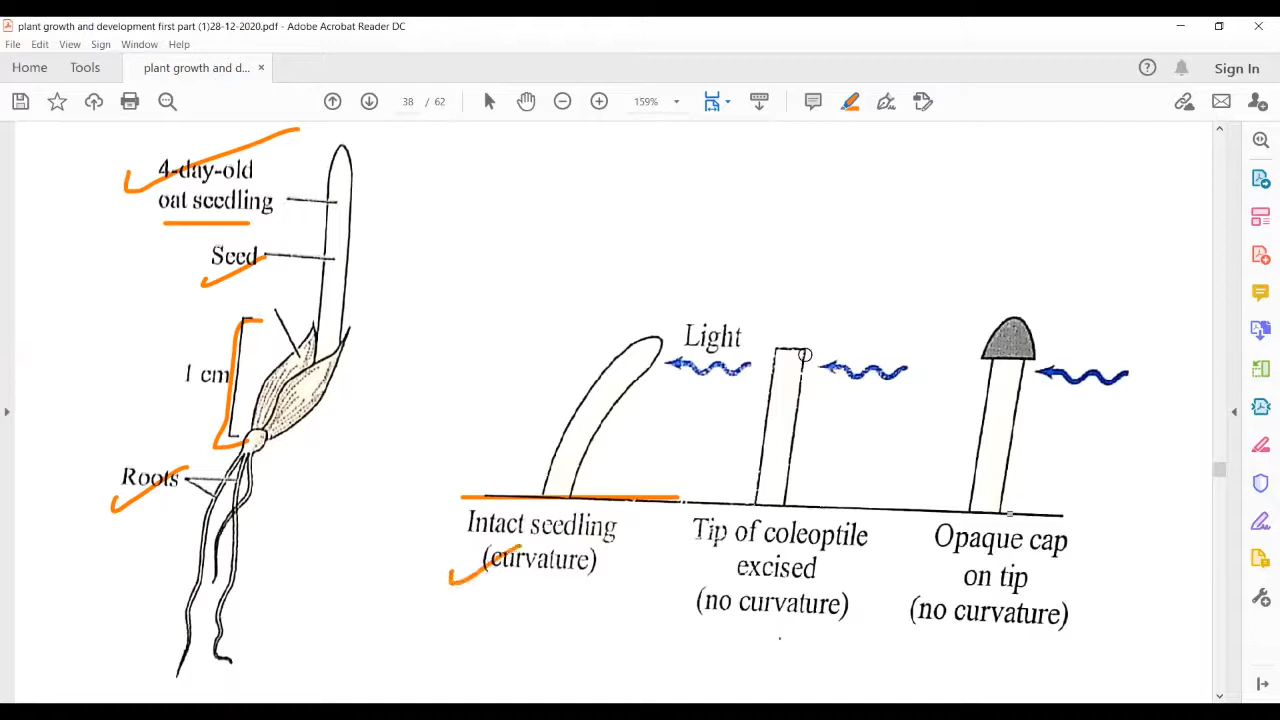 plant growth and development first part (1)28-12-2020.pdf - Adobe Acrobat Reader DC
File Edit View Sign Window Help
Home Tools plant growth and d... × Sign In
38 / 62 159%
4-day-old
oat seedling
Seed
1 cm
Roots
Light
Intact seedling
(curvature)
Tip of coleoptile
excised
(no curvature)
Opaque cap
on tip
(no curvature)